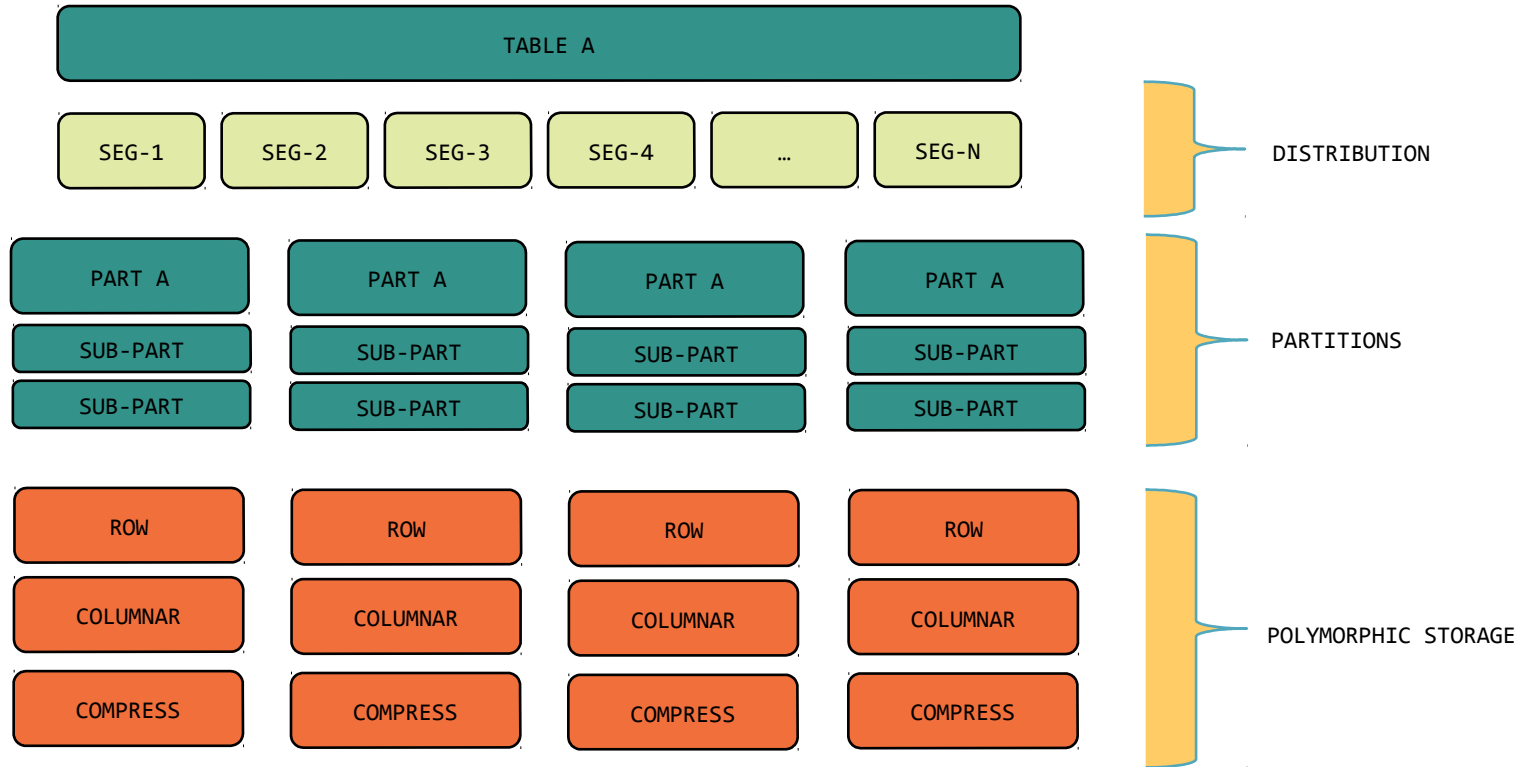 TABLE A
SEG-1 SEG-2 SEG-3 SEG-4 … SEG-N
DISTRIBUTION
PART A PART A PART A PART A
SUB-PART SUB-PART SUB-PART SUB-PART
PARTITIONS
SUB-PART SUB-PART SUB-PART SUB-PART
ROW ROW ROW ROW
COLUMNAR COLUMNAR COLUMNAR COLUMNAR
POLYMORPHIC STORAGE
COMPRESS COMPRESS COMPRESS COMPRESS